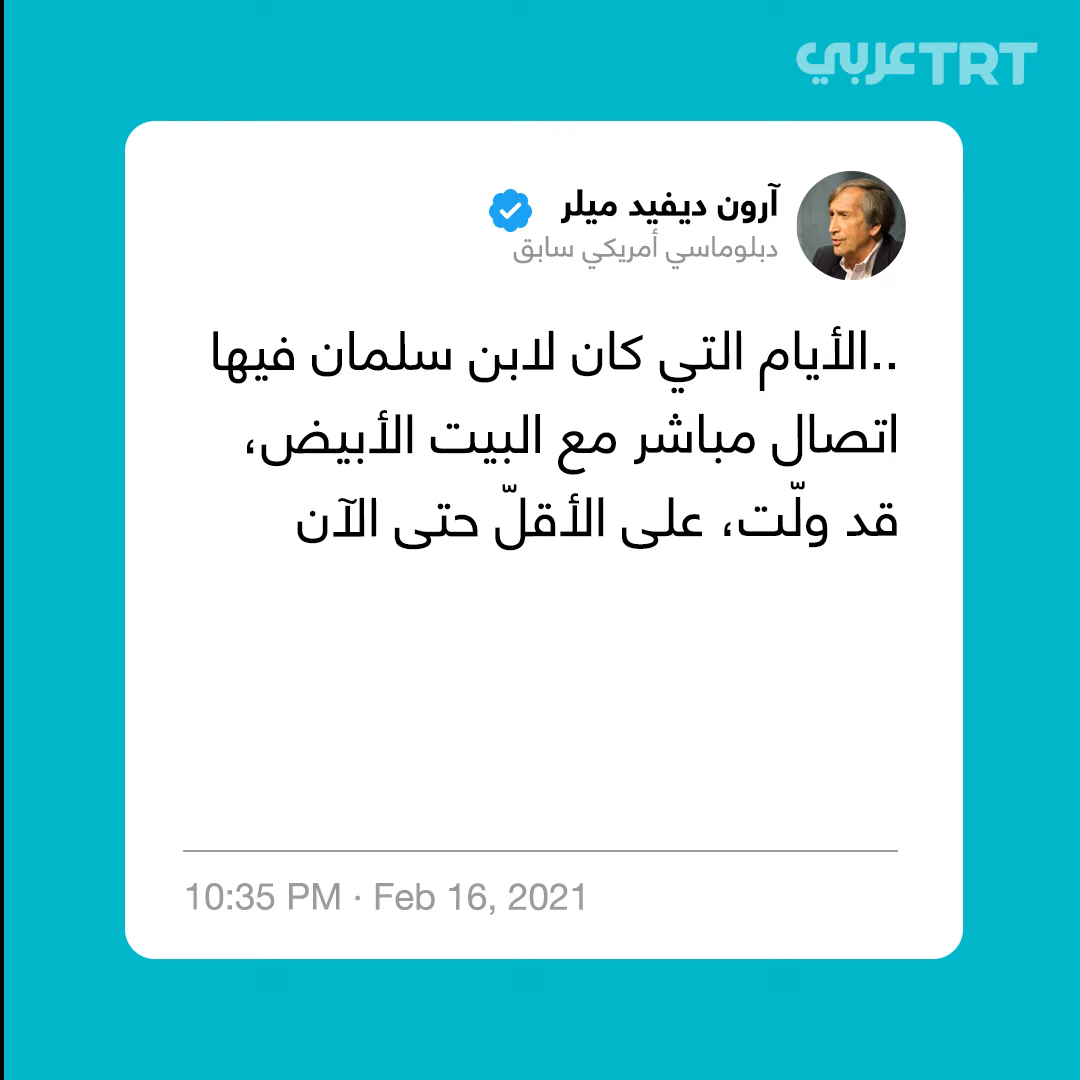 TRT عربي
آرون ديفيد ميلر
دبلوماسي أمريكي سابق
..الأيام التي كان لابن سلمان فيها
اتصال مباشر مع البيت الأبيض،
قد ولّت، على الأقلّ حتى الآن
10:35 PM · Feb 16, 2021